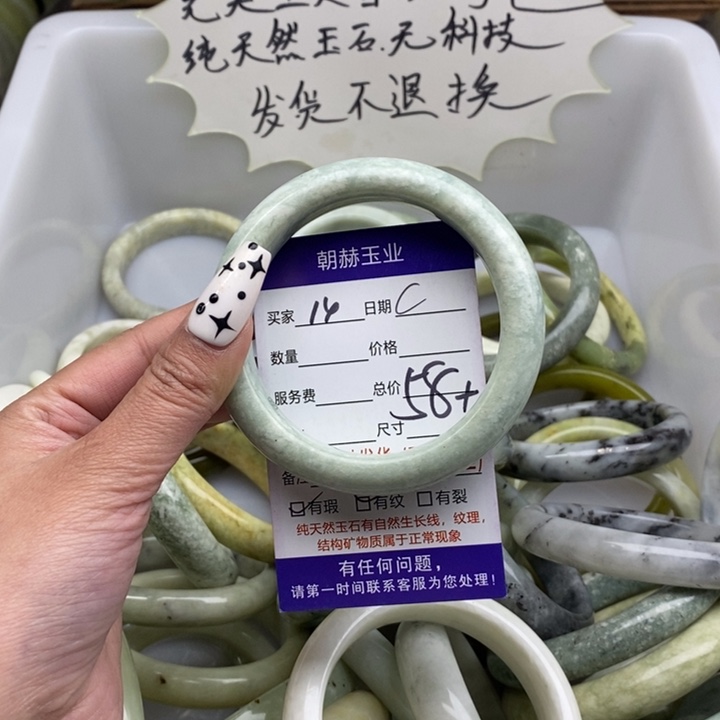 纯天然玉石.无科技
发货不退换
朝赫玉业
买家 14 日期 C
数量 价格
服务费 总价 58+
尺寸
备注
有瑕 有纹 有裂
纯天然玉石有自然生长线，纹理，
结构矿物质属于正常现象
有任何问题，
请第一时间联系客服为您处理！